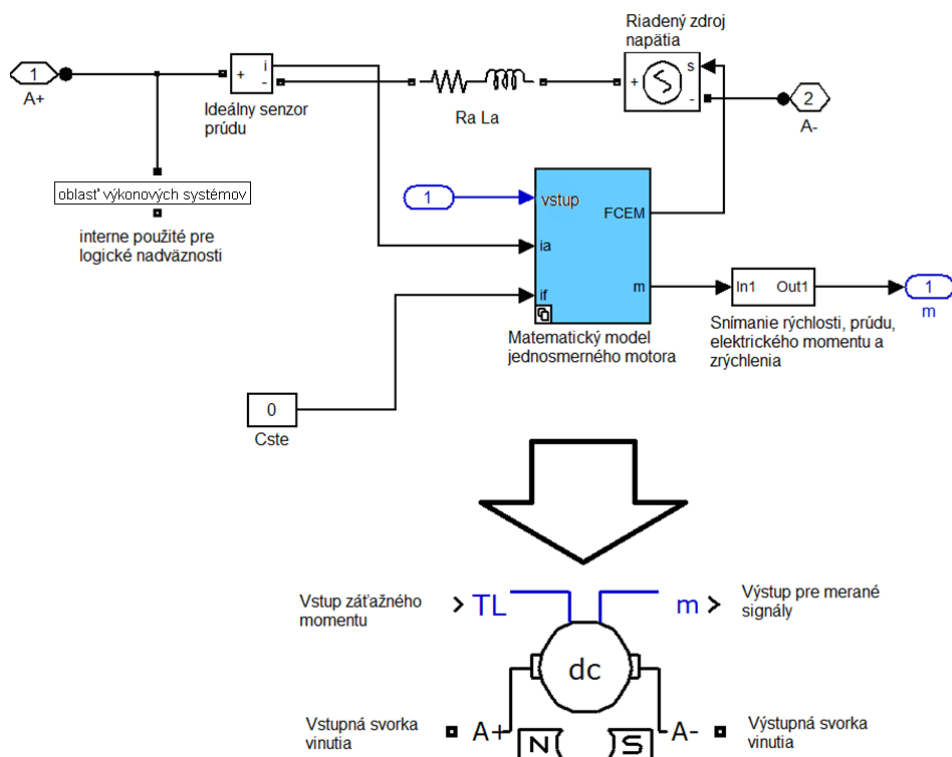 Riadený zdroj
napätia
1
A+
+
i
-
Ideálny senzor
prúdu
Ra La
+
s
-
2
A-
oblasť výkonových systémov
interne použité pre
logické nadväznosti
1
vstup
FCEM
ia
m
if
In1 Out1
1
m
Matematický model
jednosmerného motora
Snímanie rýchlosti, prúdu,
elektrického momentu a
zrýchlenia
0
Cste
Vstup záťažného
momentu
TL
m
Výstup pre merané
signály
dc
Vstupná svorka
vinutia
A+
A-
Výstupná svorka
vinutia
N
S